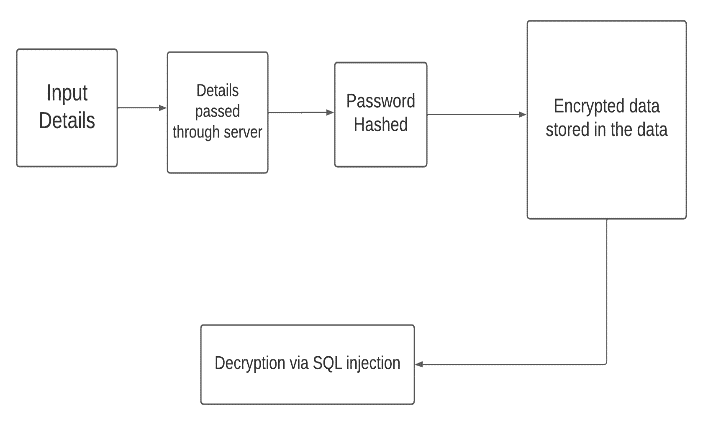 Input
Details
Details
passed
through server
Password
Hashed
Encrypted data
stored in the data
Decryption via SQL injection